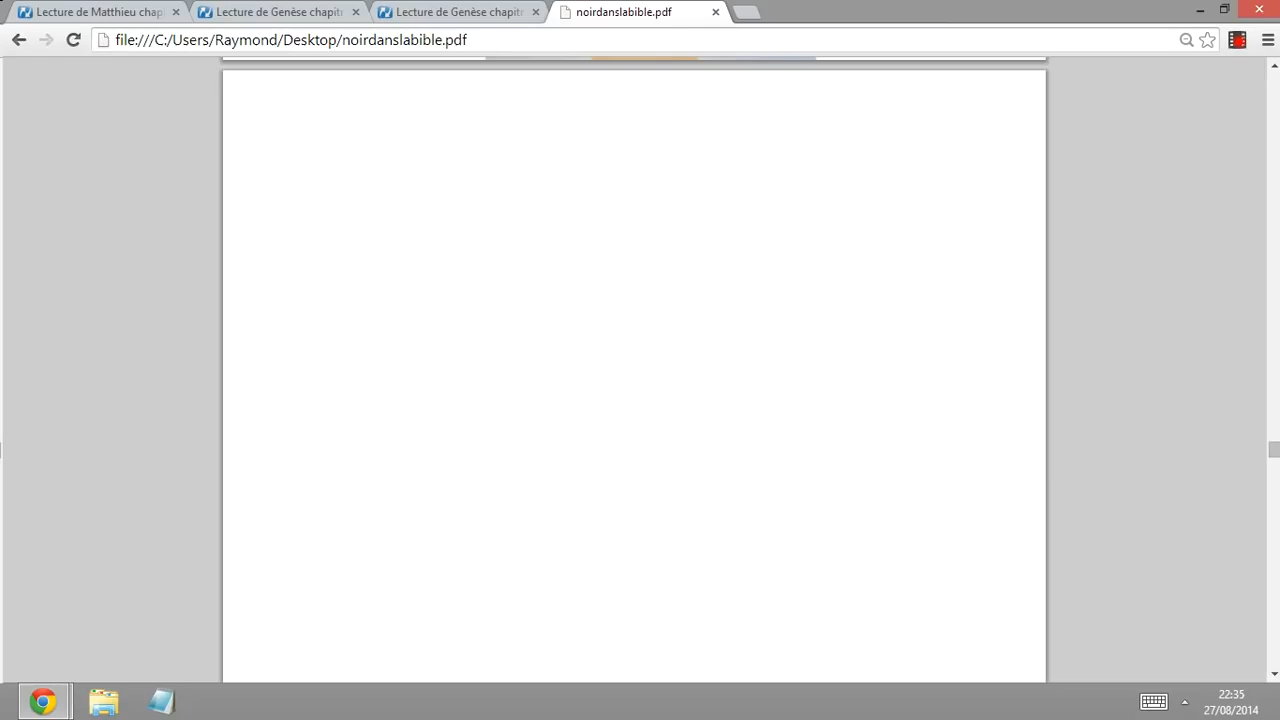 Lecture de Matthieu chap
Lecture de Genèse chapitr
Lecture de Genèse chapitr
noirdanslabible.pdf
file:///C:/Users/Raymond/Desktop/noirdanslabible.pdf
22:35
27/08/2014